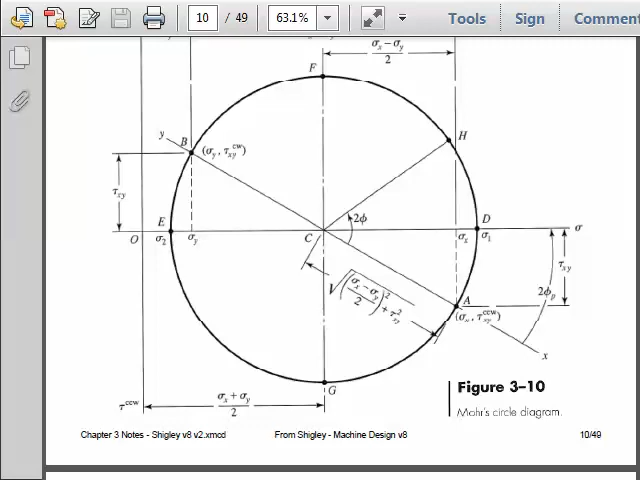 10 / 49
63.1%
Tools
Sign
Comment
σx − σy
2
F
y
B
(σy, τxy^cw)
H
τxy
2ϕ
E
D
O
σ2
σy
C
σx
σ1
σ
τxy
√((σx − σy)/2)² + τ²xy
A
2ϕp
(σx, τxy^ccw)
x
G
Figure 3–10
Mohr's circle diagram.
τ^ccw
σx + σy
2
Chapter 3 Notes - Shigley v8 v2.xmcd
From Shigley - Machine Design v8
10/49